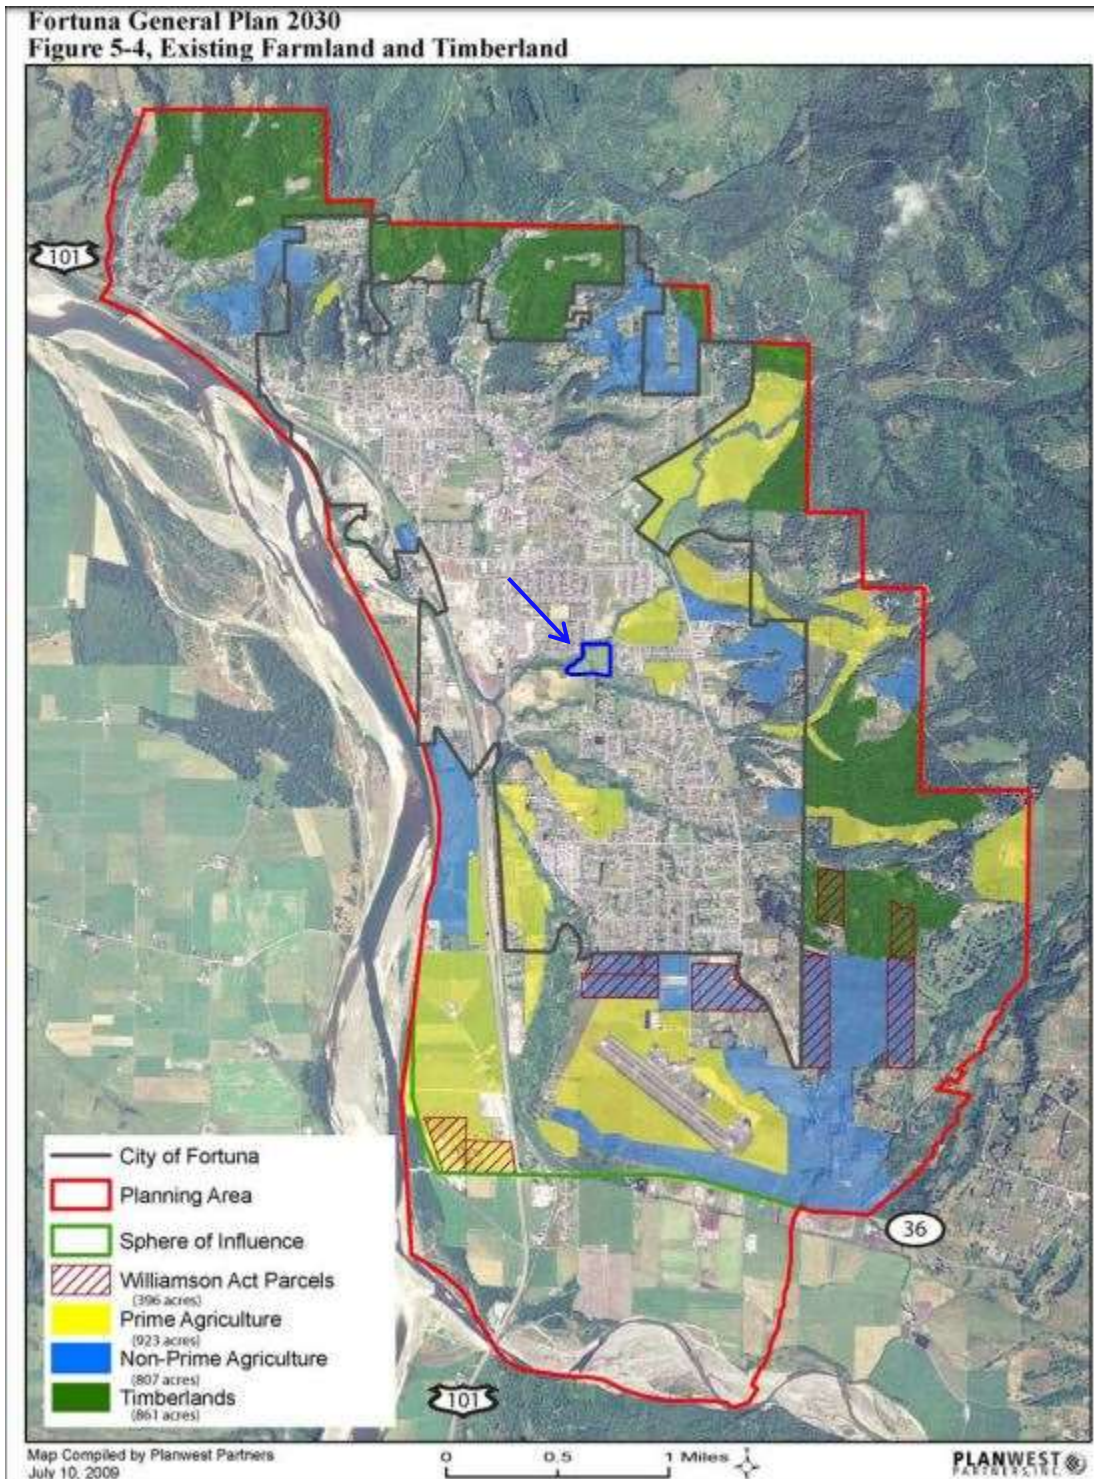 Fortuna General Plan 2030
Figure 5-4, Existing Farmland and Timberland
101
City of Fortuna
Planning Area
Sphere of Influence
Williamson Act Parcels
(396 acres)
Prime Agriculture
(923 acres)
Non-Prime Agriculture
(807 acres)
Timberlands
(861 acres)
36
101
Map Compiled by Planwest Partners
July 10, 2009
0 0.5 1 Miles
PLANWEST
PARTNERS, INC.